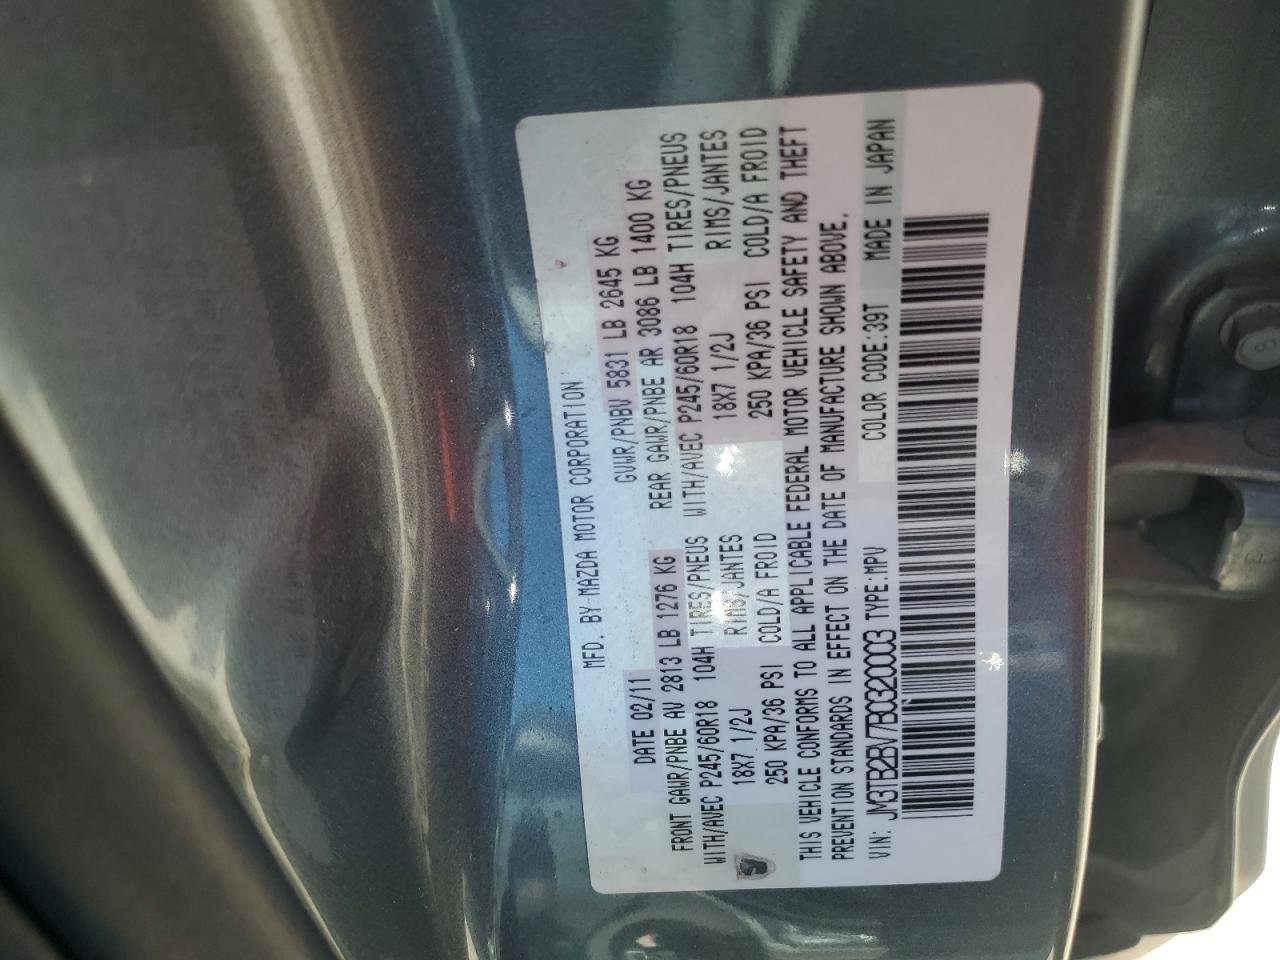 MFD. BY MAZDA MOTOR CORPORATION
DATE 02/11 GVWR/PNBV 5831 LB 2645 KG
FRONT GAWR/PNBE AV 2813 LB 1276 KG REAR GAWR/PNBE AR 3086 LB 1400 KG
WITH/AVEC P245/60R18 104H TIRES/PNEUS WITH/AVEC P245/60R18 104H TIRES/PNEUS
18X7 1/2J RIMS/JANTES 18X7 1/2J RIMS/JANTES
250 KPA/36 PSI COLD/A FROID 250 KPA/36 PSI COLD/A FROID
THIS VEHICLE CONFORMS TO ALL APPLICABLE FEDERAL MOTOR VEHICLE SAFETY AND THEFT
PREVENTION STANDARDS IN EFFECT ON THE DATE OF MANUFACTURE SHOWN ABOVE.
VIN: JM3TB2BV7B0320003 TYPE:MPV COLOR CODE:39T MADE IN JAPAN